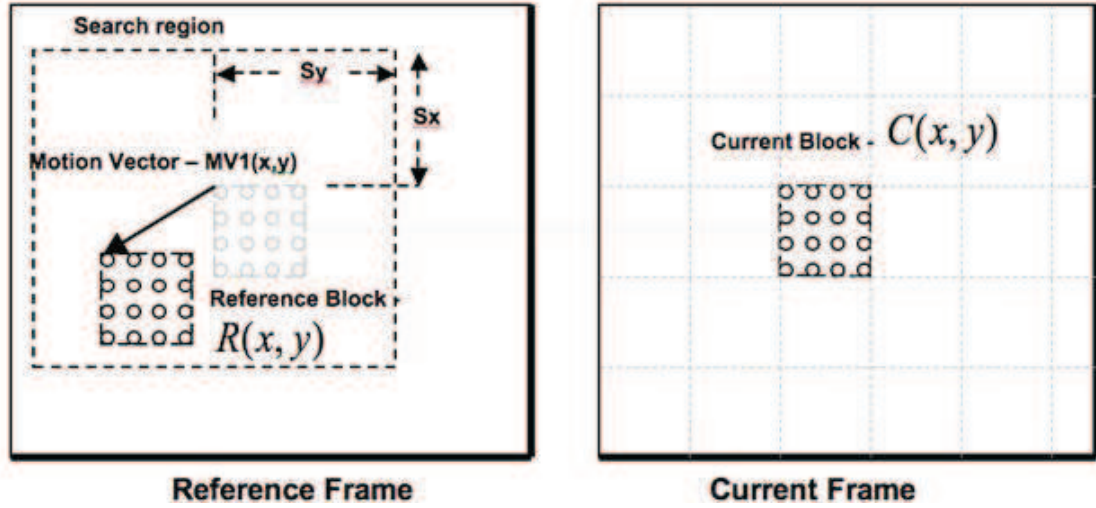 Search region
Sy
Sx
Motion Vector – MV1(x,y)
Reference Block -
R(x, y)
Reference Frame
Current Block - C(x, y)
Current Frame